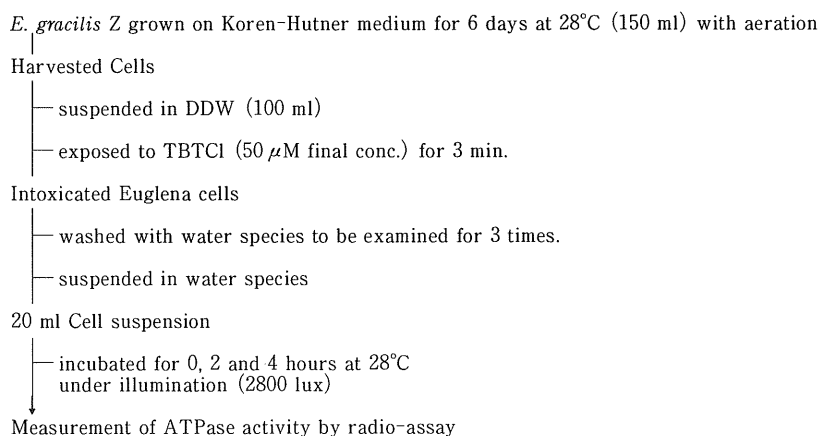 E. gracilis Z grown on Koren-Hutner medium for 6 days at 28°C (150 ml) with aeration
Harvested Cells
suspended in DDW (100 ml)
exposed to TBTCl (50 μM final conc.) for 3 min.
Intoxicated Euglena cells
washed with water species to be examined for 3 times.
suspended in water species
20 ml Cell suspension
incubated for 0, 2 and 4 hours at 28°C
under illumination (2800 lux)
Measurement of ATPase activity by radio-assay